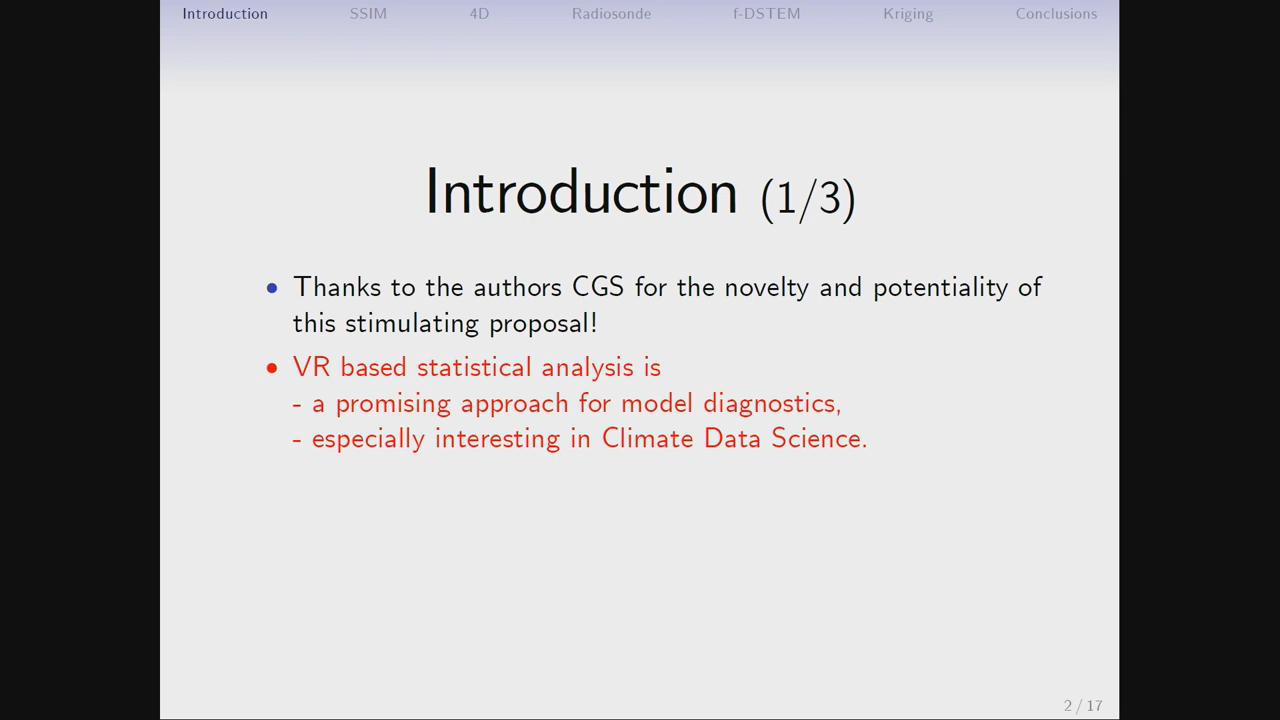 Introduction SSIM 4D Radiosonde f-DSTEM Kriging Conclusions
Introduction (1/3)
• Thanks to the authors CGS for the novelty and potentiality of
this stimulating proposal!
• VR based statistical analysis is
- a promising approach for model diagnostics,
- especially interesting in Climate Data Science.
2 / 17